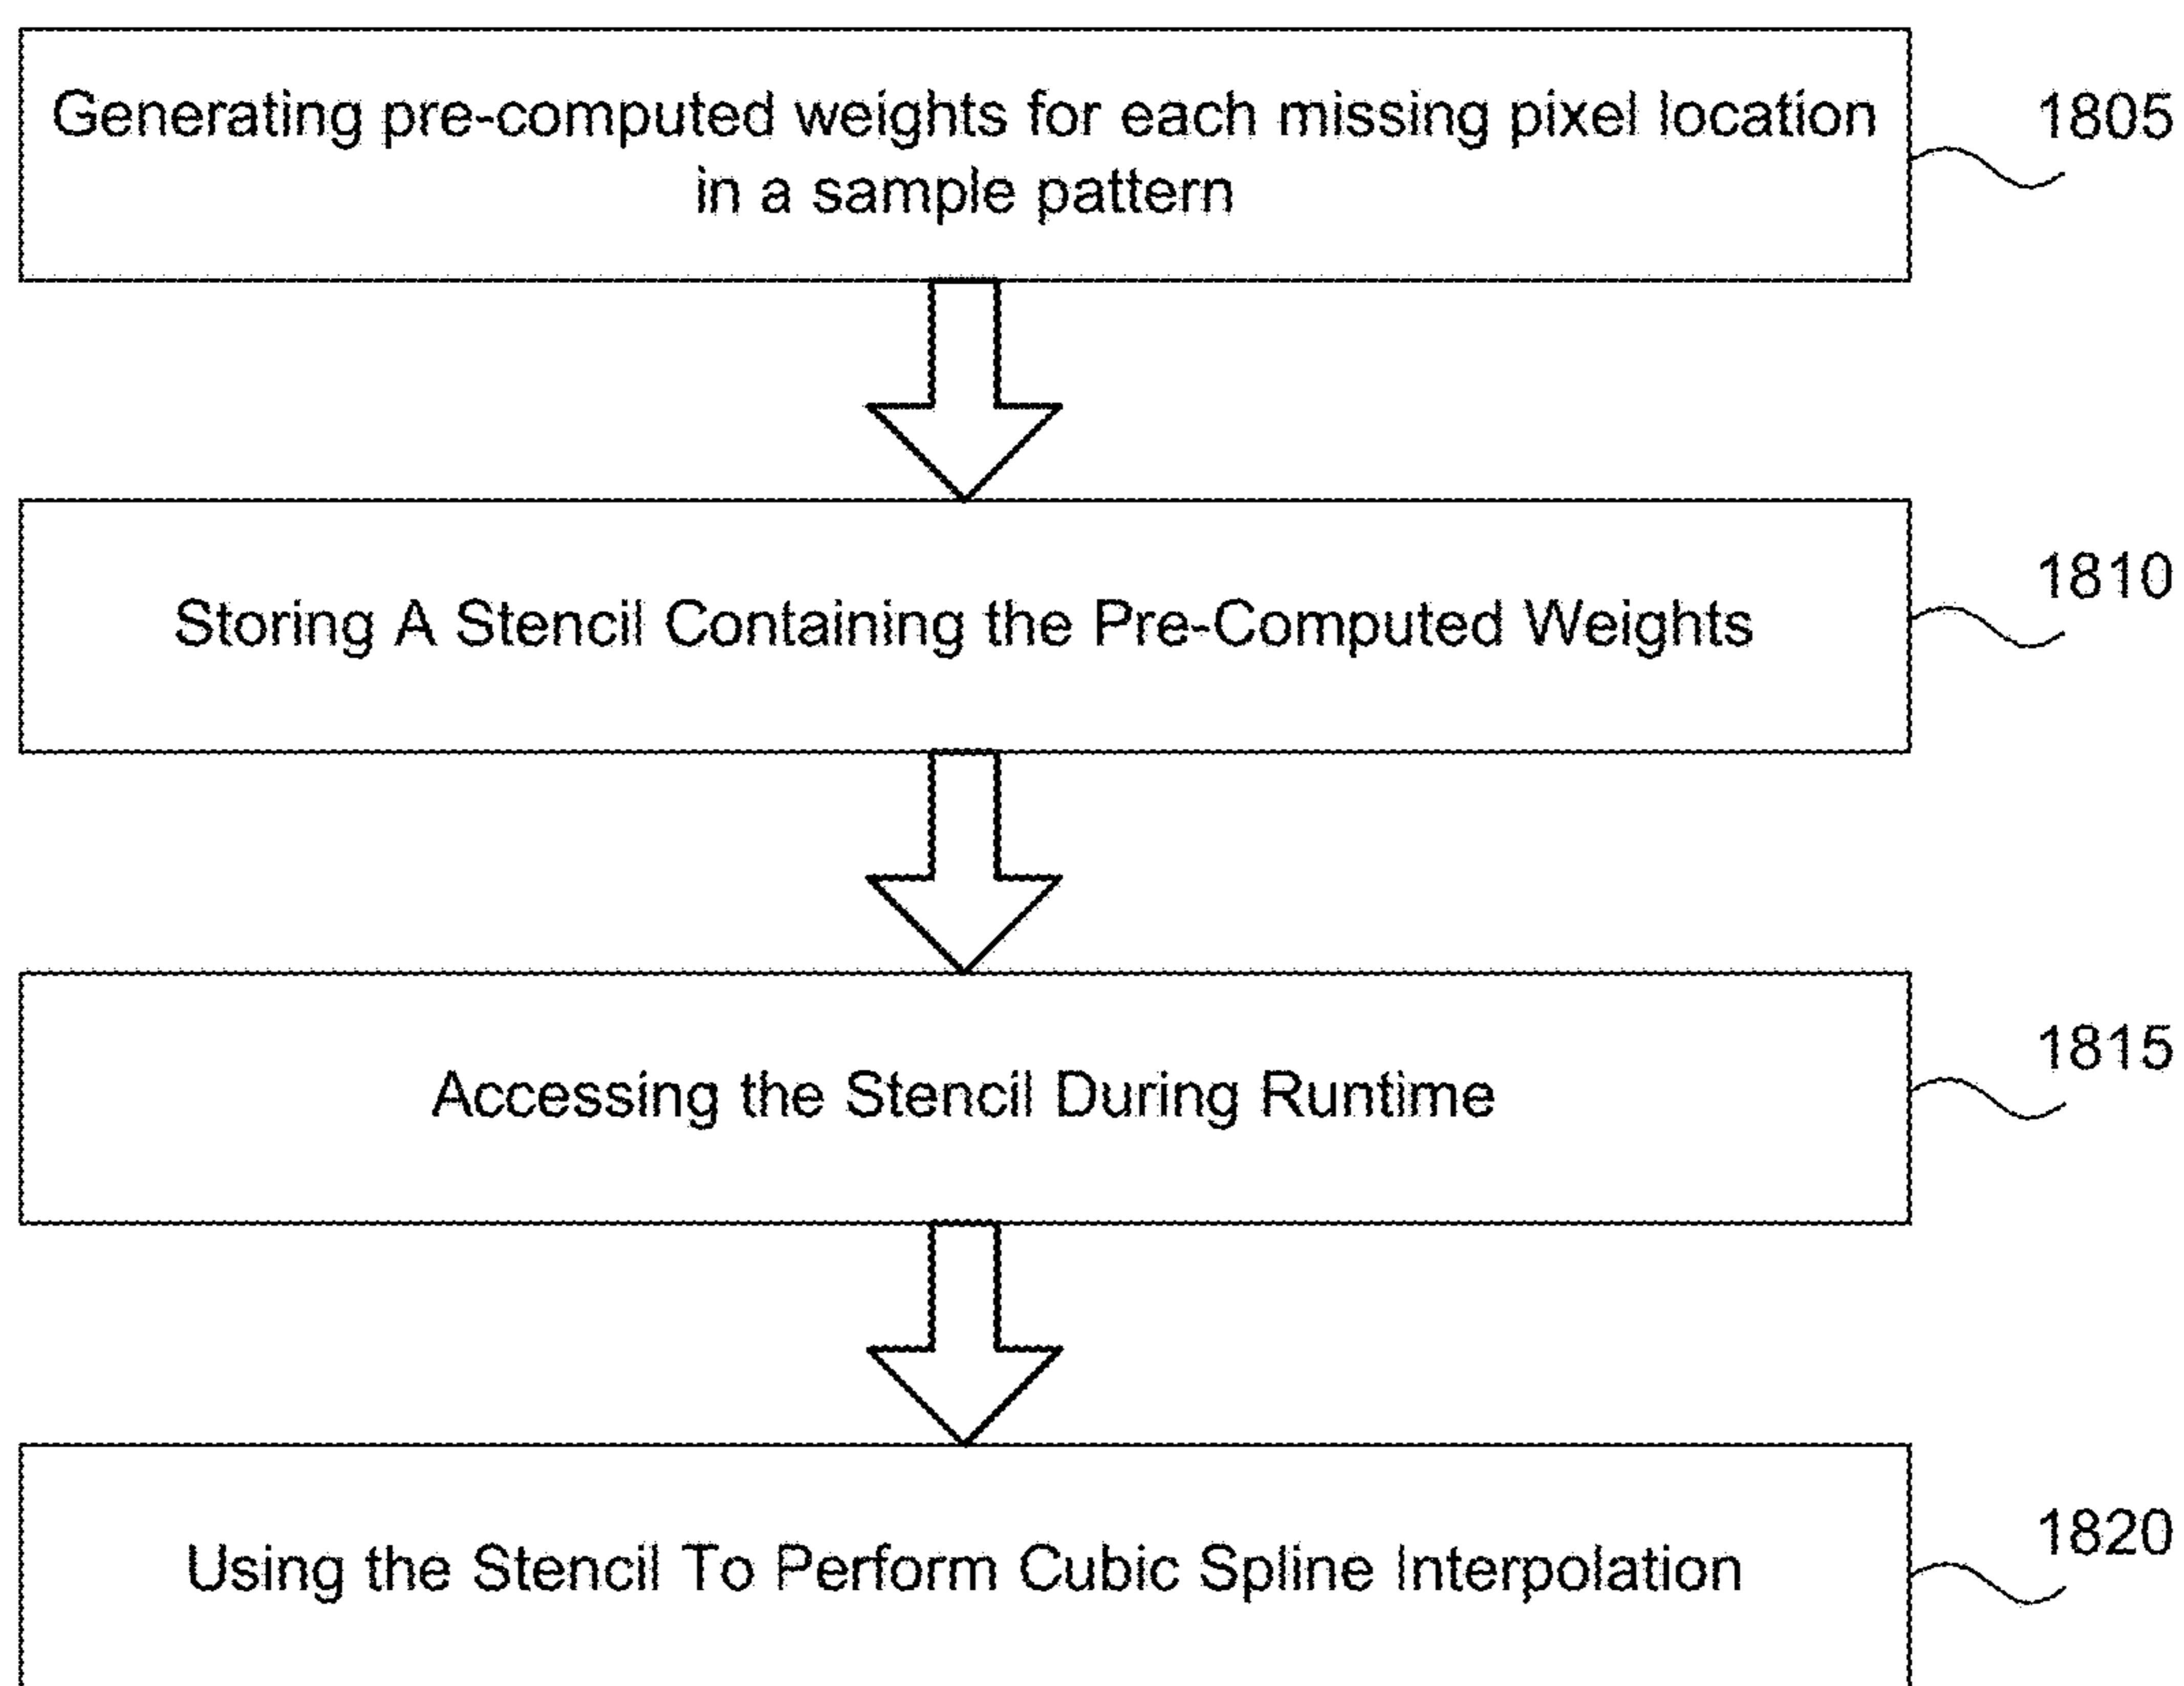 Generating pre-computed weights for each missing pixel location
in a sample pattern
1805
Storing A Stencil Containing the Pre-Computed Weights
1810
Accessing the Stencil During Runtime
1815
Using the Stencil To Perform Cubic Spline Interpolation
1820